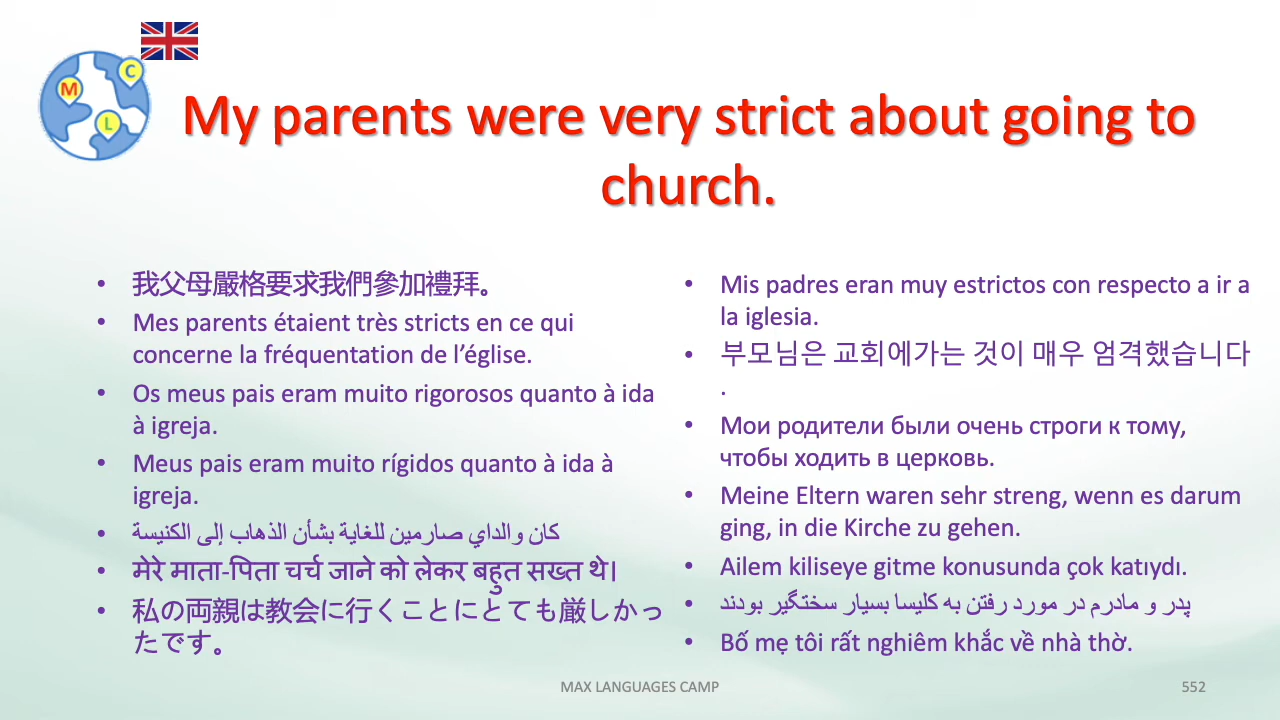 M
C
L
My parents were very strict about going to
church.
• 我父母嚴格要求我們參加禮拜。
• Mes parents étaient très stricts en ce qui
concerne la fréquentation de l’église.
• Os meus pais eram muito rigorosos quanto à ida
à igreja.
• Meus pais eram muito rígidos quanto à ida à
igreja.
• كان والداي صارمين للغاية بشأن الذهاب إلى الكنيسة
• मेरे माता-पिता चर्च जाने को लेकर बहुत सख्त थे।
• 私の両親は教会に行くことにとても厳しかっ
たです。
• Mis padres eran muy estrictos con respecto a ir a
la iglesia.
• 부모님은 교회에가는 것이 매우 엄격했습니다
.
• Мои родители были очень строги к тому,
чтобы ходить в церковь.
• Meine Eltern waren sehr streng, wenn es darum
ging, in die Kirche zu gehen.
• Ailem kiliseye gitme konusunda çok katıydı.
• پدر و مادرم در مورد رفتن به کلیسا بسیار سختگیر بودند
• Bố mẹ tôi rất nghiêm khắc về nhà thờ.
MAX LANGUAGES CAMP
552